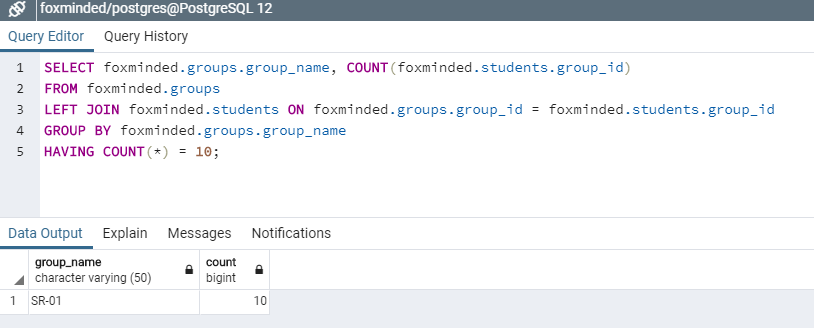 foxminded/postgres@PostgreSQL 12
Query Editor Query History
1 SELECT foxminded.groups.group_name, COUNT(foxminded.students.group_id)
2 FROM foxminded.groups
3 LEFT JOIN foxminded.students ON foxminded.groups.group_id = foxminded.students.group_id
4 GROUP BY foxminded.groups.group_name
5 HAVING COUNT(*) = 10;
Data Output Explain Messages Notifications
group_name count
character varying (50) bigint
1 SR-01 10